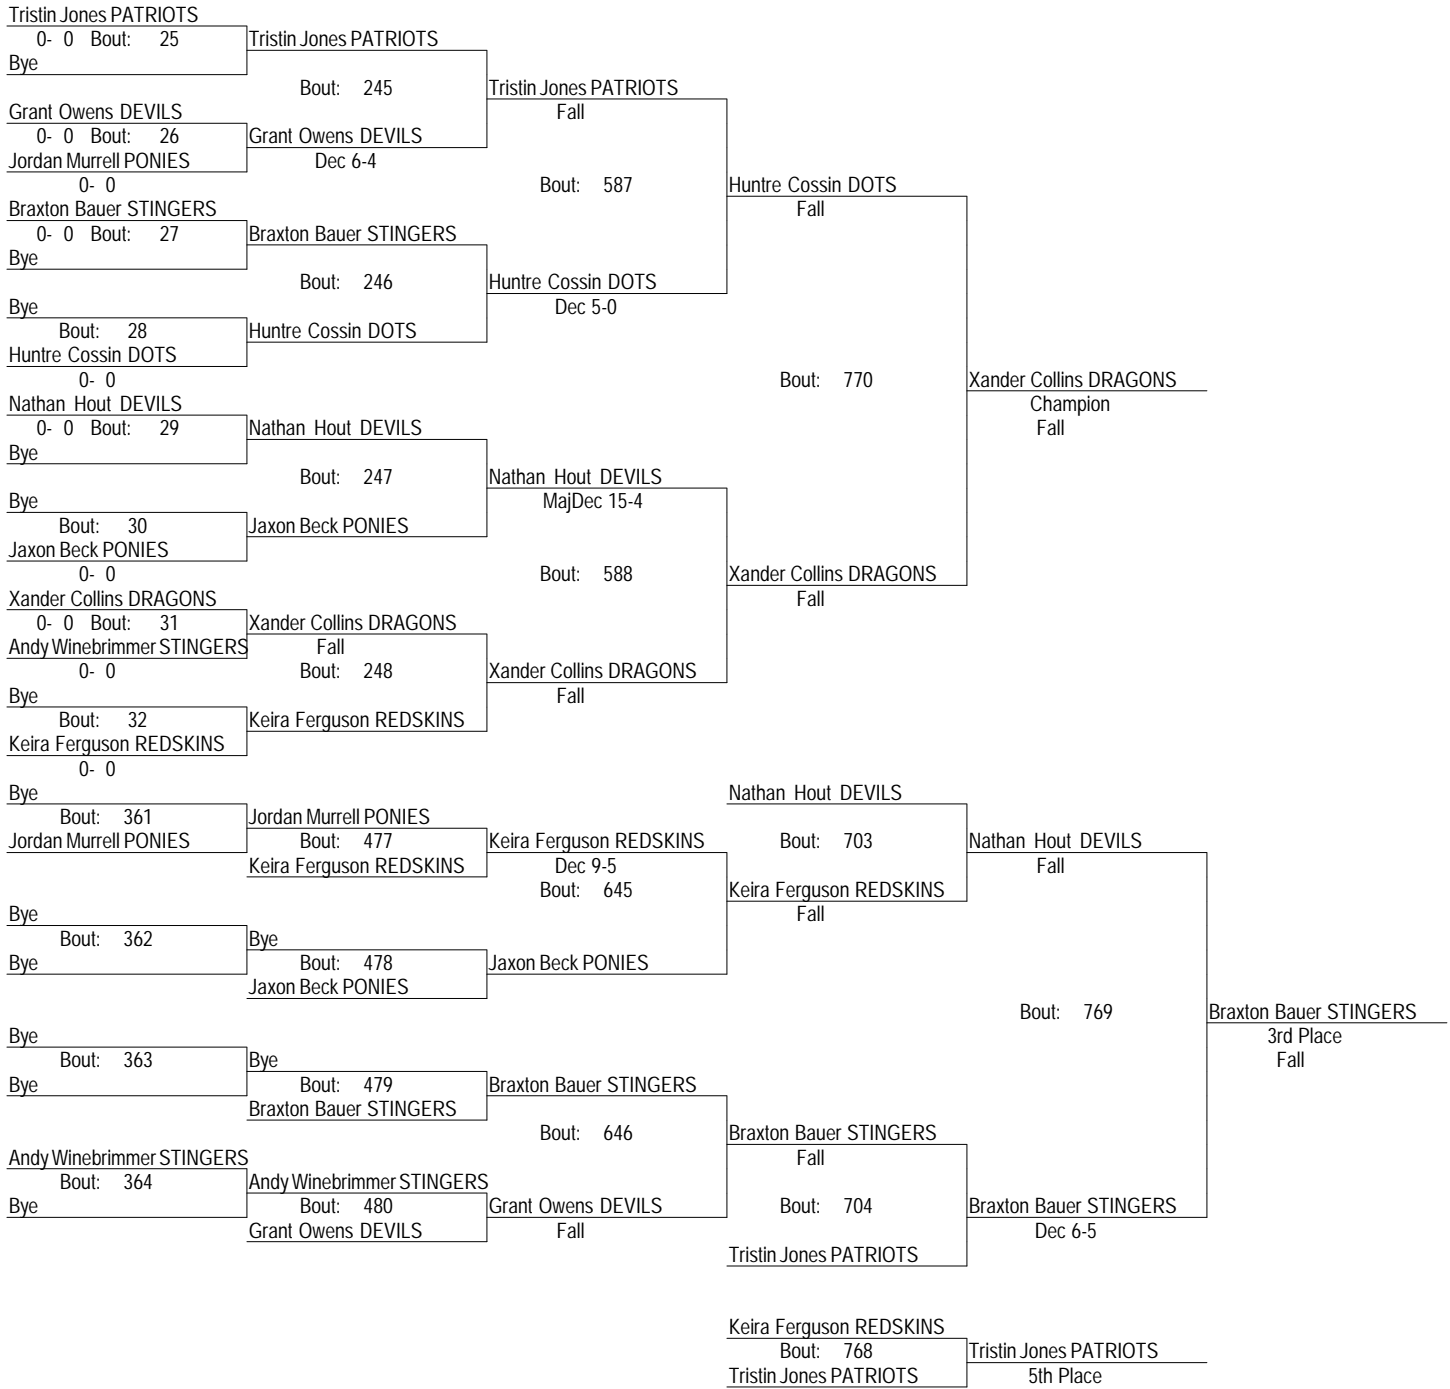 Tristin Jones PATRIOTS
0- 0 Bout: 25 Tristin Jones PATRIOTS
Bye
Bout: 245 Tristin Jones PATRIOTS
Grant Owens DEVILS Fall
0- 0 Bout: 26 Grant Owens DEVILS
Jordan Murrell PONIES Dec 6-4
0- 0 Bout: 587 Huntre Cossin DOTS
Braxton Bauer STINGERS Fall
0- 0 Bout: 27 Braxton Bauer STINGERS
Bye
Bout: 246 Huntre Cossin DOTS
Bye Dec 5-0
Bout: 28 Huntre Cossin DOTS
Huntre Cossin DOTS
0- 0 Bout: 770 Xander Collins DRAGONS
Nathan Hout DEVILS Champion
0- 0 Bout: 29 Nathan Hout DEVILS Fall
Bye
Bout: 247 Nathan Hout DEVILS
Bye MajDec 15-4
Bout: 30 Jaxon Beck PONIES
Jaxon Beck PONIES
0- 0 Bout: 588 Xander Collins DRAGONS
Xander Collins DRAGONS Fall
0- 0 Bout: 31 Xander Collins DRAGONS
Andy Winebrimmer STINGERS Fall
0- 0 Bout: 248 Xander Collins DRAGONS
Bye Fall
Bout: 32 Keira Ferguson REDSKINS
Keira Ferguson REDSKINS
0- 0
Bye Nathan Hout DEVILS
Bout: 361 Jordan Murrell PONIES
Jordan Murrell PONIES Bout: 477 Keira Ferguson REDSKINS Bout: 703 Nathan Hout DEVILS
Keira Ferguson REDSKINS Dec 9-5 Fall
Bout: 645 Keira Ferguson REDSKINS
Bye Fall
Bout: 362 Bye
Bye Bout: 478 Jaxon Beck PONIES
Jaxon Beck PONIES
Bout: 769 Braxton Bauer STINGERS
Bye 3rd Place
Bout: 363 Bye Fall
Bye Bout: 479 Braxton Bauer STINGERS
Braxton Bauer STINGERS
Bout: 646 Braxton Bauer STINGERS
Andy Winebrimmer STINGERS Fall
Bout: 364 Andy Winebrimmer STINGERS
Bye Bout: 480 Grant Owens DEVILS Bout: 704 Braxton Bauer STINGERS
Grant Owens DEVILS Fall Dec 6-5
Tristin Jones PATRIOTS
Keira Ferguson REDSKINS
Bout: 768 Tristin Jones PATRIOTS
Tristin Jones PATRIOTS 5th Place